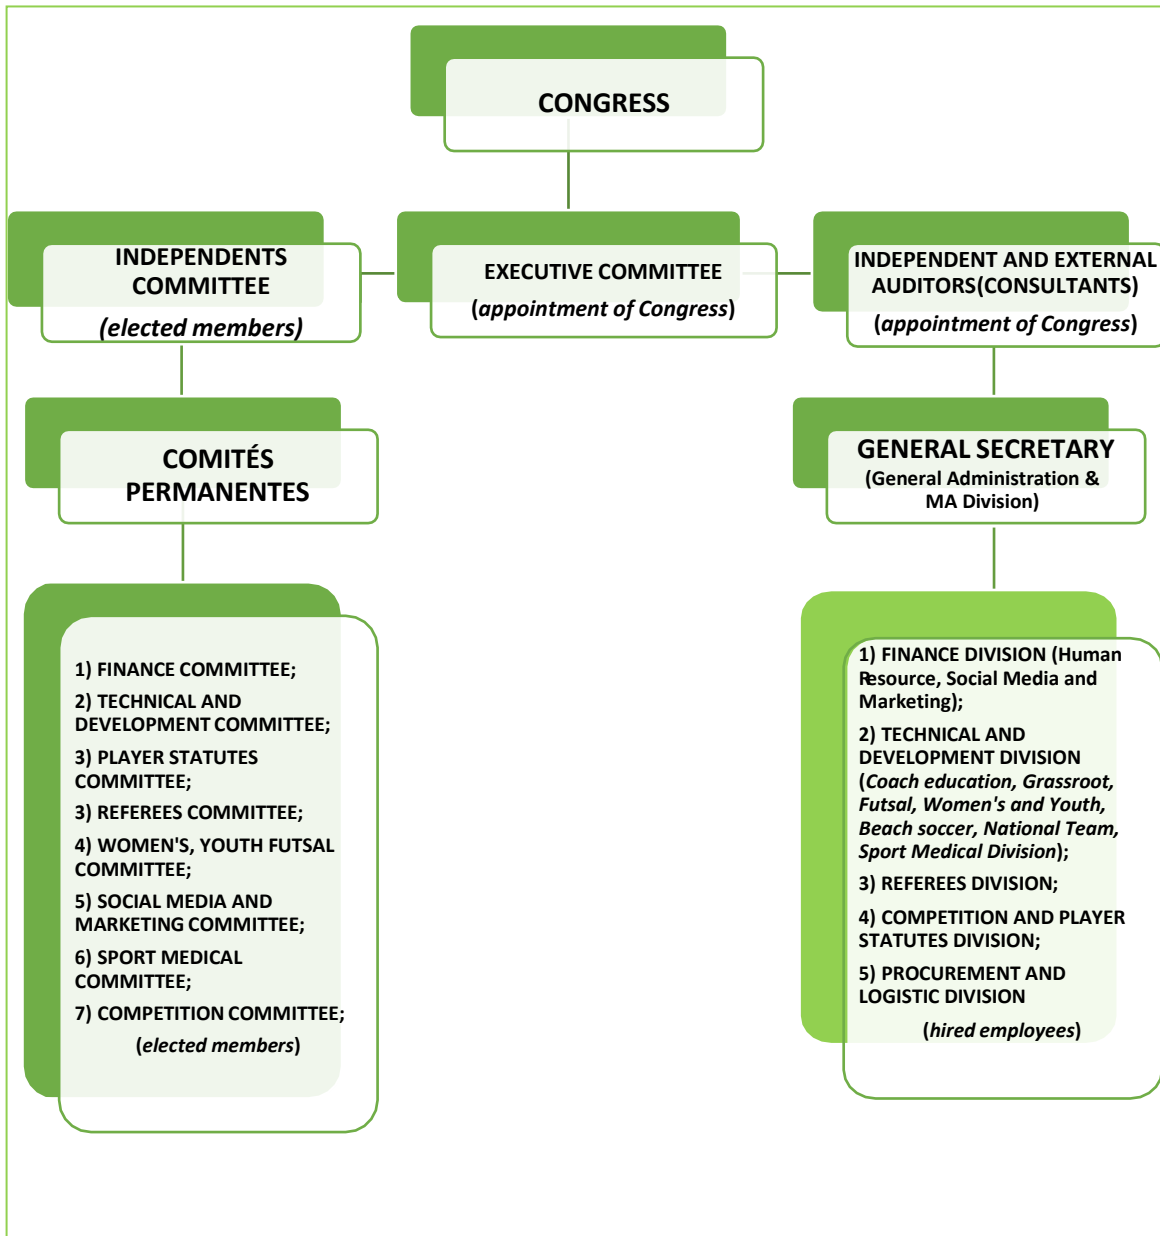 CONGRESS
INDEPENDENTS
COMMITTEE
(elected members)
EXECUTIVE COMMITTEE
(appointment of Congress)
INDEPENDENT AND EXTERNAL
AUDITORS(CONSULTANTS)
(appointment of Congress)
COMITÉS
PERMANENTES
GENERAL SECRETARY
(General Administration &
MA Division)
1) FINANCE COMMITTEE;
2) TECHNICAL AND
DEVELOPMENT COMMITTEE;
3) PLAYER STATUTES
COMMITTEE;
3) REFEREES COMMITTEE;
4) WOMEN'S, YOUTH FUTSAL
COMMITTEE;
5) SOCIAL MEDIA AND
MARKETING COMMITTEE;
6) SPORT MEDICAL
COMMITTEE;
7) COMPETITION COMMITTEE;
(elected members)
1) FINANCE DIVISION (Human
Resource, Social Media and
Marketing);
2) TECHNICAL AND
DEVELOPMENT DIVISION
(Coach education, Grassroot,
Futsal, Women's and Youth,
Beach soccer, National Team,
Sport Medical Division);
3) REFEREES DIVISION;
4) COMPETITION AND PLAYER
STATUTES DIVISION;
5) PROCUREMENT AND
LOGISTIC DIVISION
(hired employees)